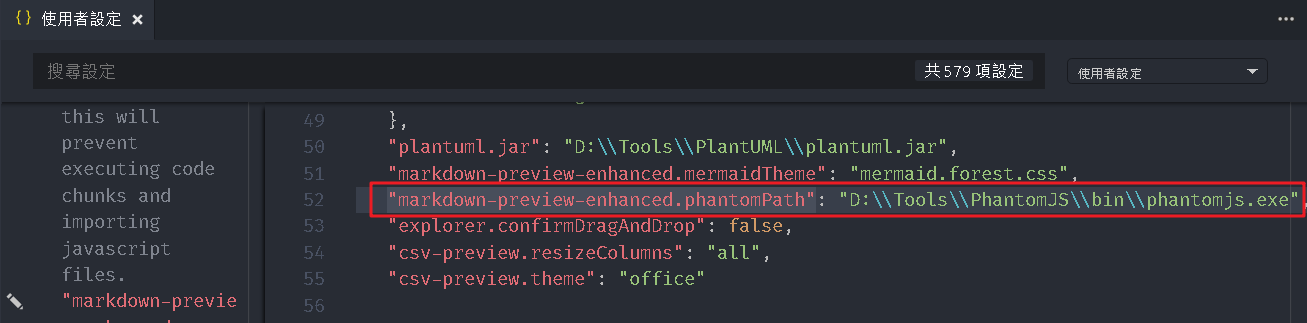 {} 使用者設定 ×
搜尋設定
共 579 項設定
使用者設定
this will
prevent
executing code
chunks and
importing
javascript
files.
"markdown-previe
49 },
50 "plantuml.jar": "D:\\Tools\\PlantUML\\plantuml.jar",
51 "markdown-preview-enhanced.mermaidTheme": "mermaid.forest.css",
52 "markdown-preview-enhanced.phantomPath": "D:\\Tools\\PhantomJS\\bin\\phantomjs.exe",
53 "explorer.confirmDragAndDrop": false,
54 "csv-preview.resizeColumns": "all",
55 "csv-preview.theme": "office"
56